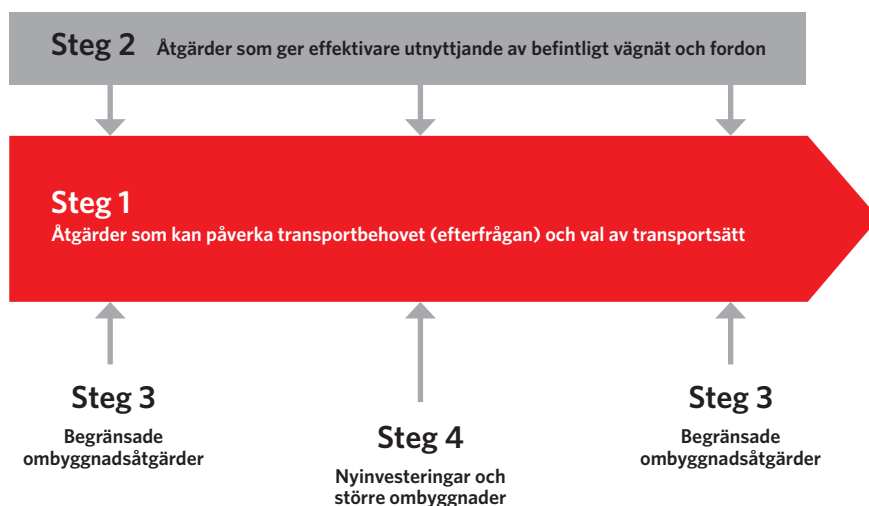 Steg 2 Åtgärder som ger effektivare utnyttjande av befintligt vägnät och fordon
Steg 1
Åtgärder som kan påverka transportbehovet (efterfrågan) och val av transportsätt
Steg 3
Begränsade
ombyggnadsåtgärder
Steg 4
Nyinvesteringar och
större ombyggnader
Steg 3
Begränsade
ombyggnadsåtgärder